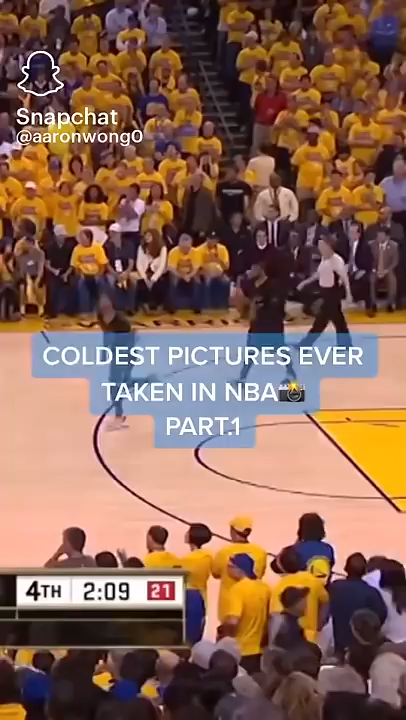 Snapchat
@aaronwong0
COLDEST PICTURES EVER
TAKEN IN NBA📸
PART.1
4TH 2:09 21